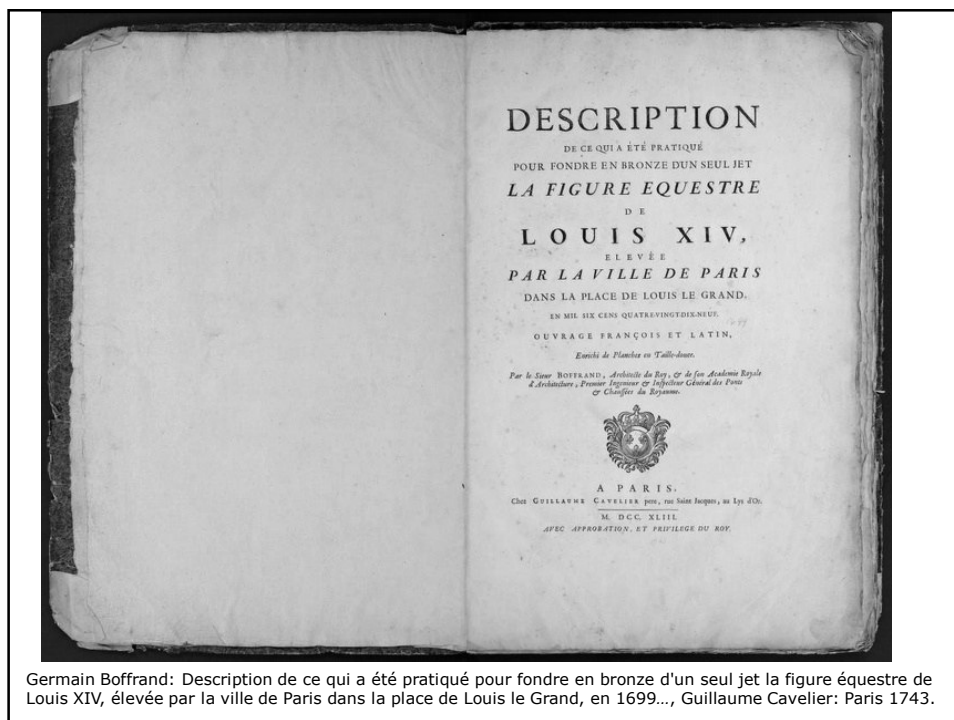 DESCRIPTION
DE CE QUI A ÉTÉ PRATIQUÉ
POUR FONDRE EN BRONZE D'UN SEUL JET
LA FIGURE EQUESTRE
DE
LOUIS XIV,
ELEVÉE
PAR LA VILLE DE PARIS
DANS LA PLACE DE LOUIS LE GRAND,
EN MIL SIX CENS QUATRE-VINGT-DIX-NEUF.
OUVRAGE FRANÇOIS ET LATIN,
Enrichi de Planches en Taille-douce.
Par le Sieur BOFFRAND, Architecte du Roy, & de son Academie Royale
d'Architecture, Premier Ingenieur & Inspecteur Général des Ponts
& Chaussées du Royaume.
A PARIS,
Chez GUILLAUME CAVELIER pere, rue Saint Jacques, au Lys d'Or.
M. DCC. XLIII.
AVEC APPROBATION, ET PRIVILEGE DU ROY.
Germain Boffrand: Description de ce qui a été pratiqué pour fondre en bronze d'un seul jet la figure équestre de
Louis XIV, élevée par la ville de Paris dans la place de Louis le Grand, en 1699…, Guillaume Cavelier: Paris 1743.